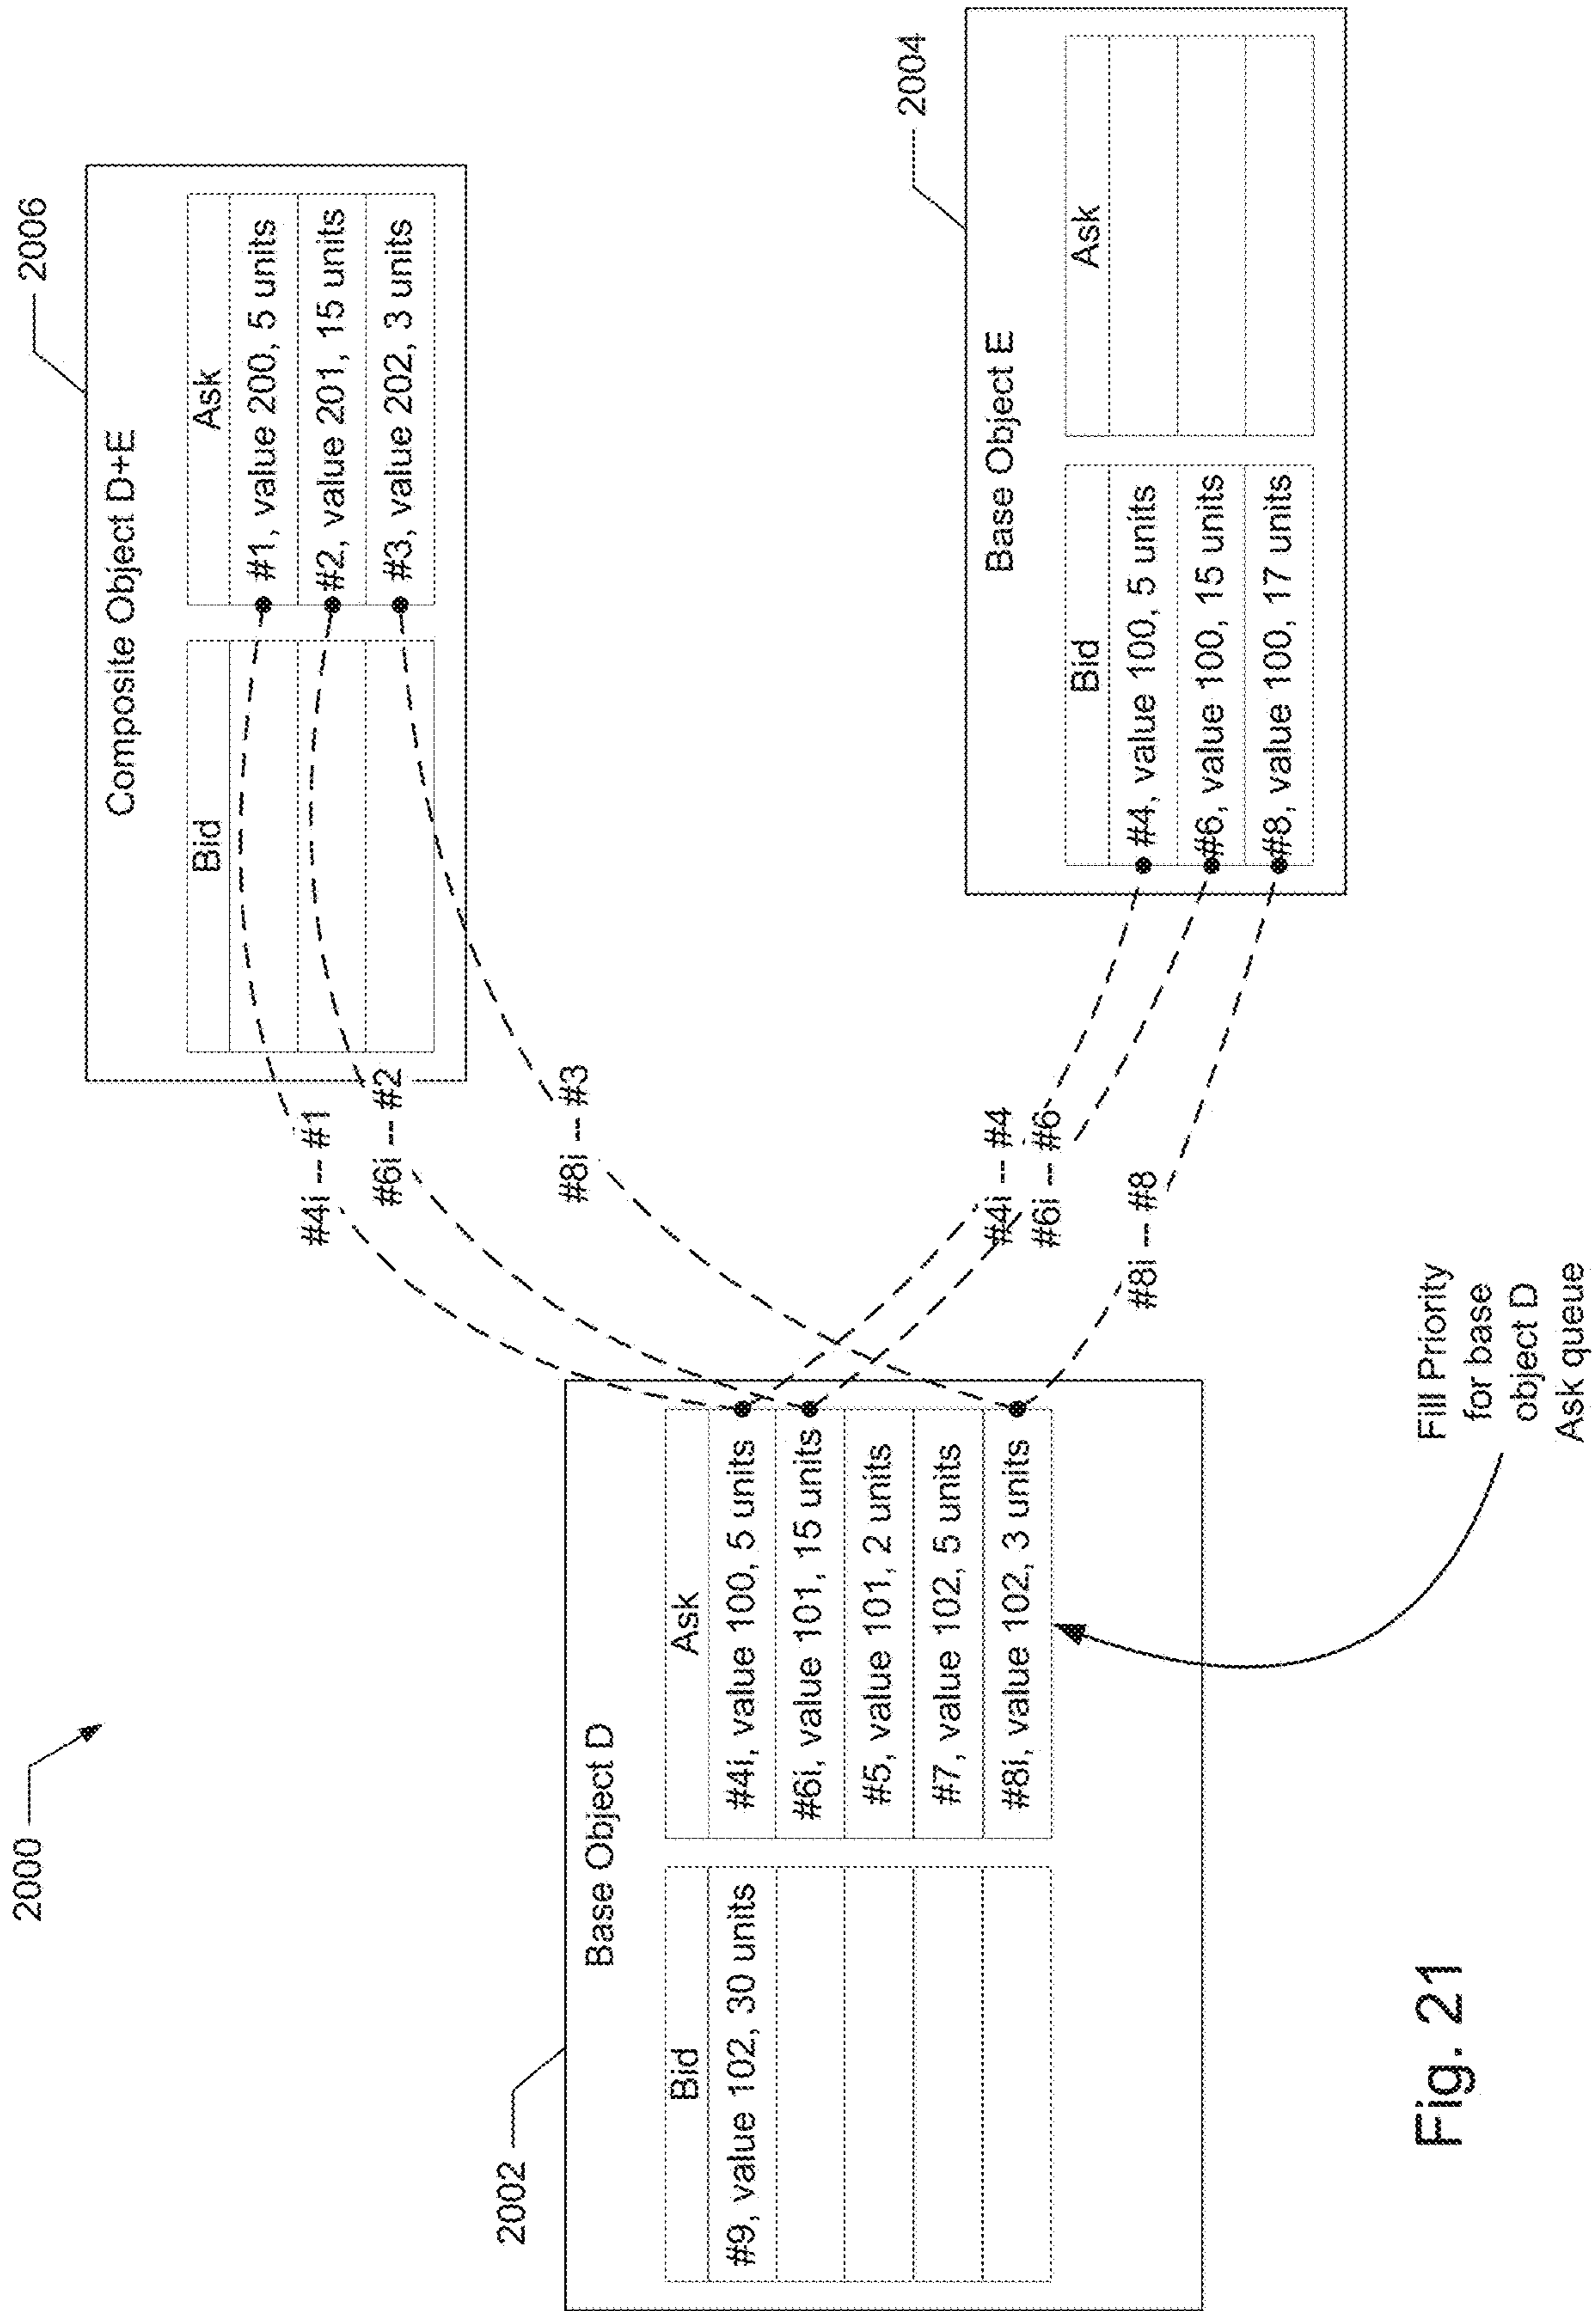 2000
2002
Base Object D
Bid
#9, value 102, 30 units
Ask
#4i, value 100, 5 units
#6i, value 101, 15 units
#5, value 101, 2 units
#7, value 102, 5 units
#8i, value 102, 3 units
Fill Priority
for base
object D
Ask queue
#4i -- #1
#6i -- #2
#8i -- #3
#4i -- #4
#6i -- #6
#8i -- #8
2006
Composite Object D+E
Bid
Ask
#1, value 200, 5 units
#2, value 201, 15 units
#3, value 202, 3 units
2004
Base Object E
Bid
#4, value 100, 5 units
#6, value 100, 15 units
#8, value 100, 17 units
Ask
Fig. 21